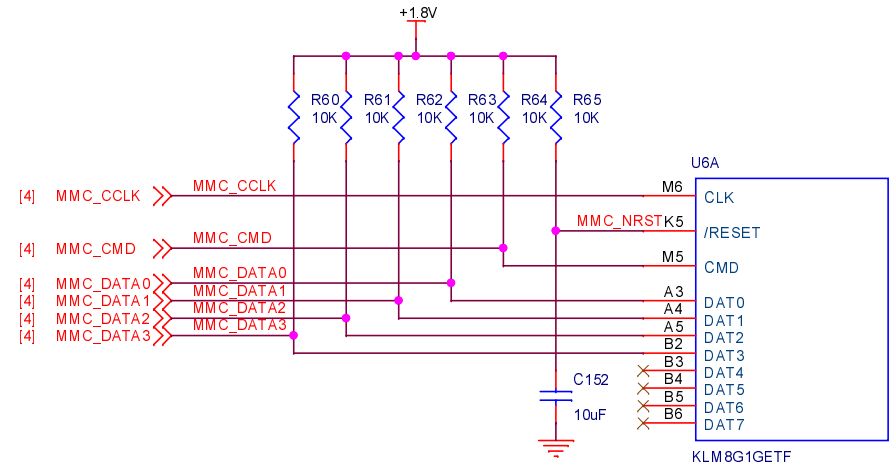 +1.8V
R60 R61 R62 R63 R64 R65
10K 10K 10K 10K 10K 10K
U6A
[4] MMC_CCLK MMC_CCLK M6 CLK
MMC_NRST K5 /RESET
[4] MMC_CMD MMC_CMD M5 CMD
[4] MMC_DATA0 MMC_DATA0 A3 DAT0
[4] MMC_DATA1 MMC_DATA1 A4 DAT1
[4] MMC_DATA2 MMC_DATA2 A5 DAT2
[4] MMC_DATA3 MMC_DATA3 B2 DAT3
B3 DAT4
B4 DAT5
B5 DAT6
B6 DAT7
C152
10uF
KLM8G1GETF